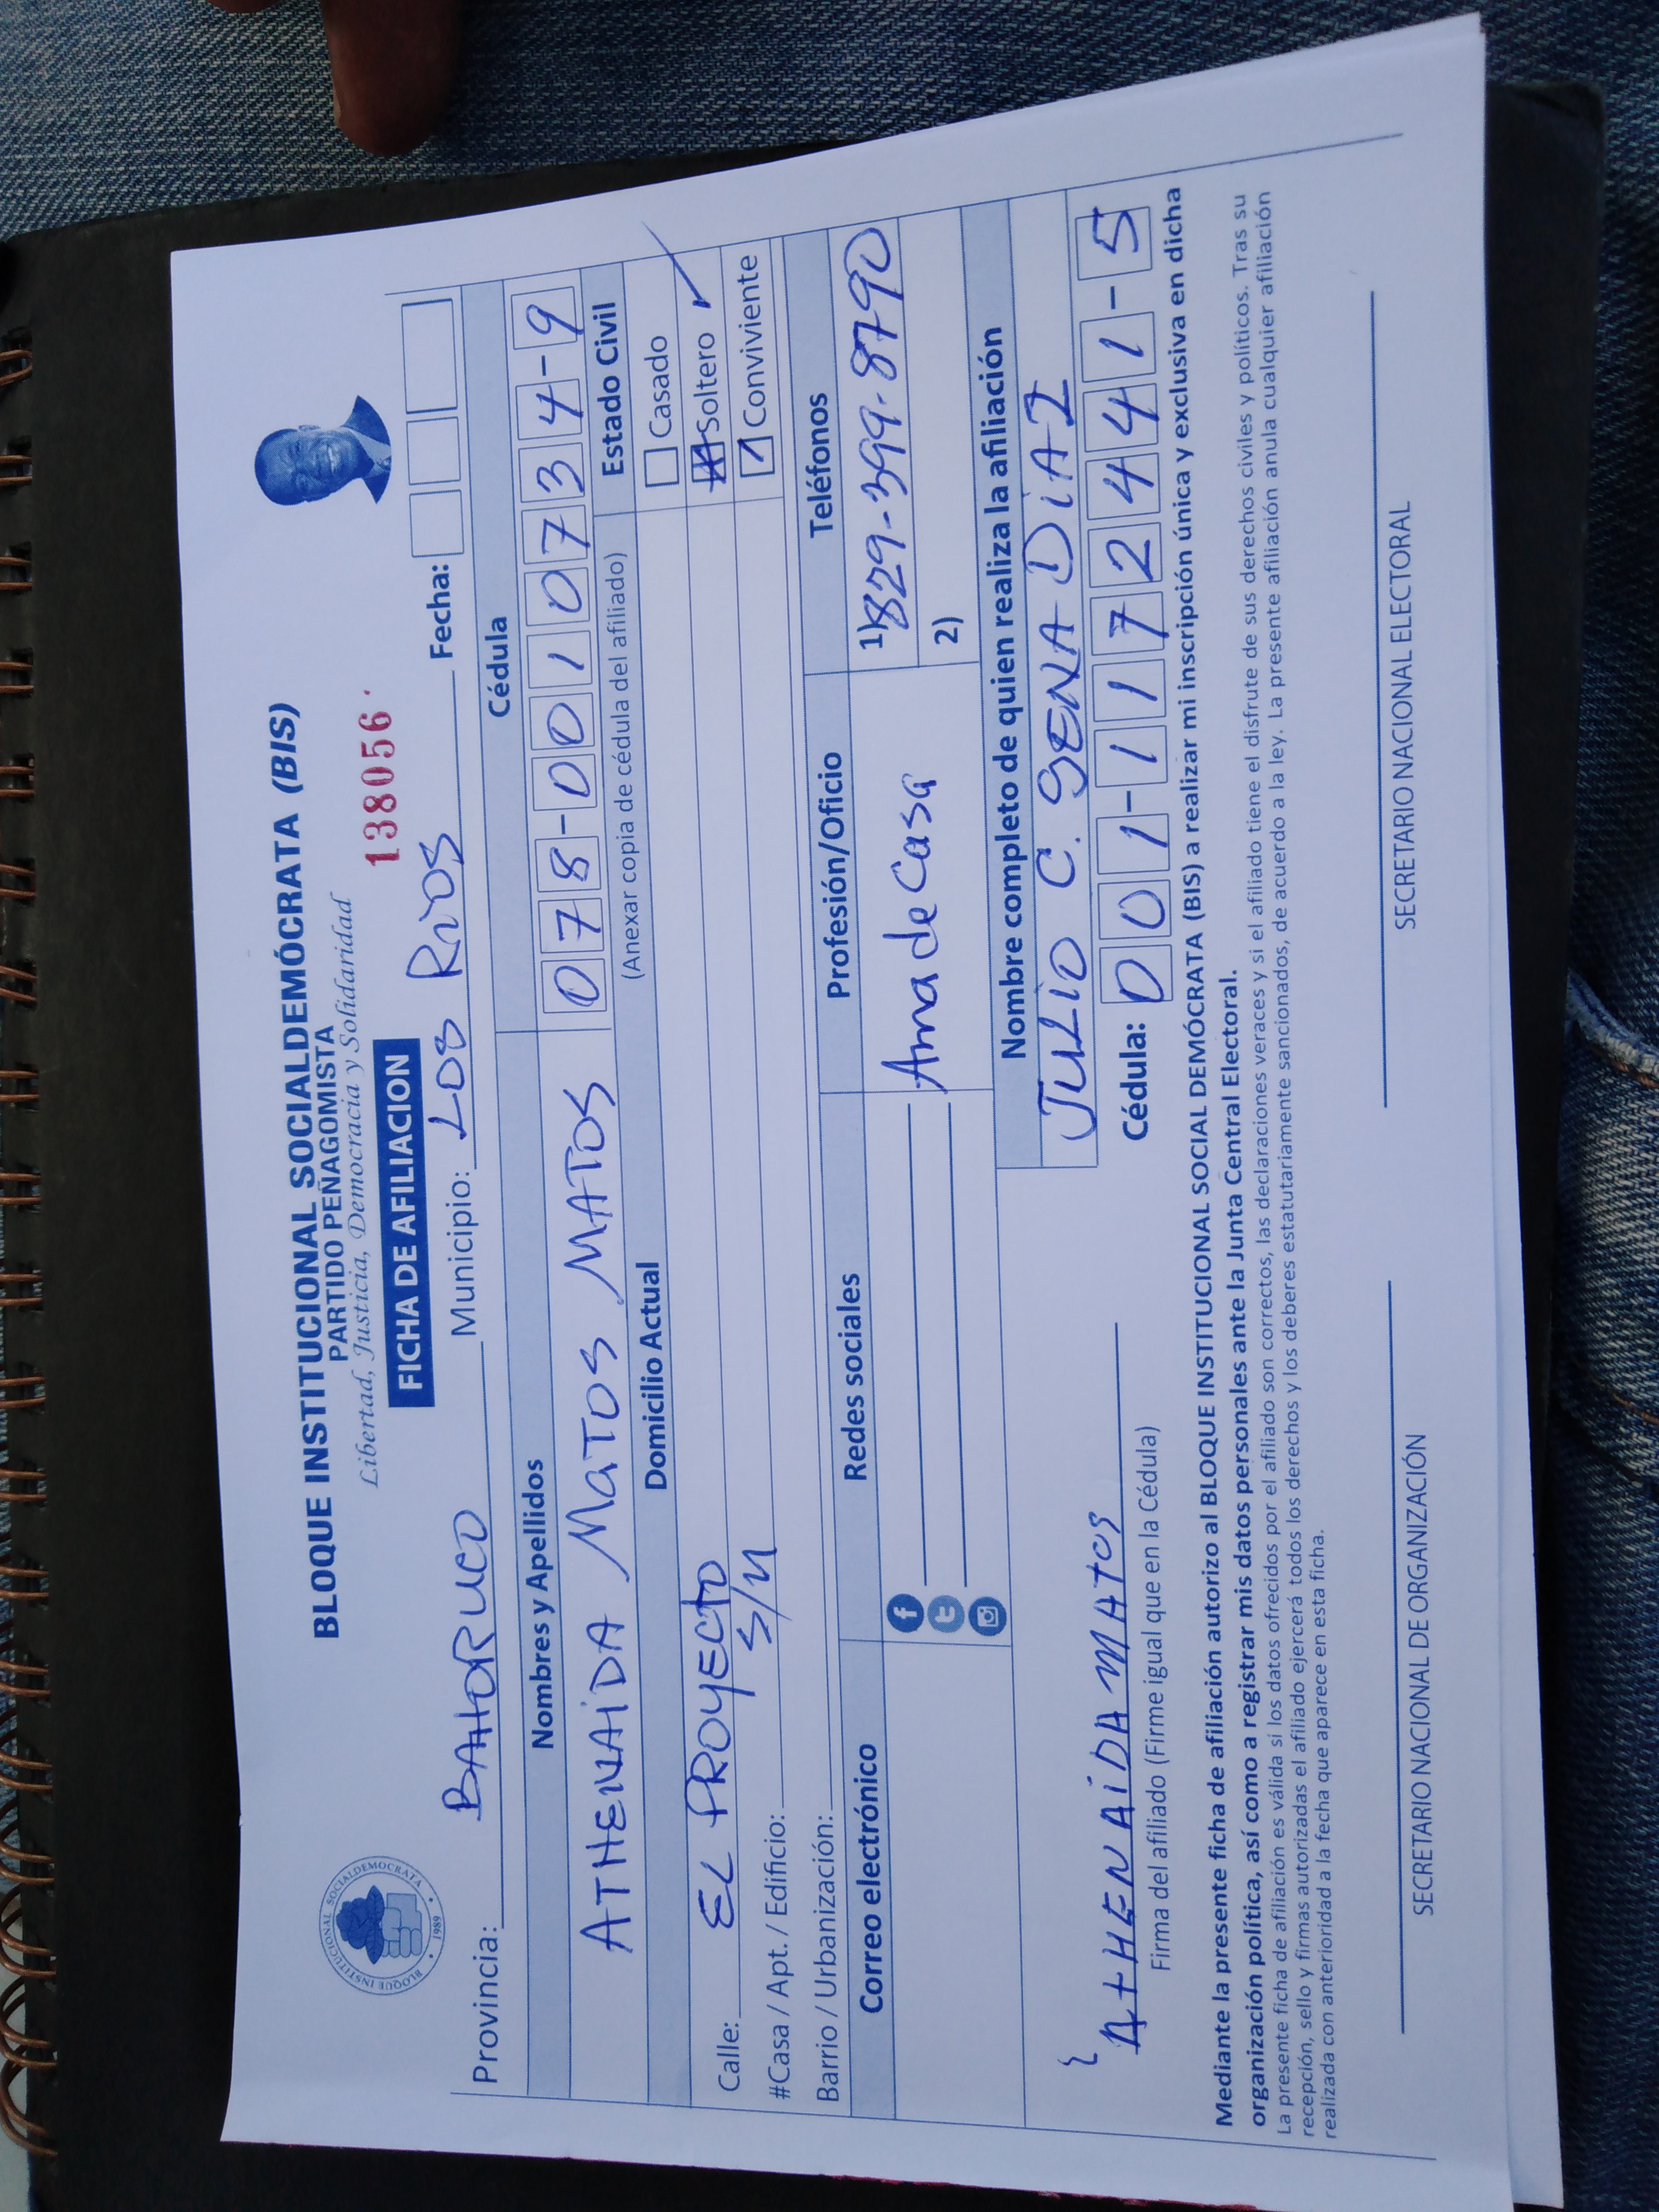 BLOQUE INSTITUCIONAL SOCIALDEMÓCRATA (BIS)
PARTIDO PEÑAGOMISTA
Libertad, Justicia, Democracia y Solidaridad
BLOQUE INSTITUCIONAL SOCIALDEMOCRATA 1989
FICHA DE AFILIACION
138056
Provincia: BAHORUCO Municipio: LOS RIOS Fecha:
Nombres y Apellidos
ATHENAIDA MATOS MATOS
Cédula
078-0010734-9
(Anexar copia de cédula del afiliado)
Domicilio Actual
Estado Civil
Calle: EL PROYECTO
#Casa / Apt. / Edificio: S/N
Barrio / Urbanización:
Casado
Soltero
Conviviente
Correo electrónico
Redes sociales
Profesión/Oficio
Ama de Casa
Teléfonos
1) 829-399-8790
2)
Nombre completo de quien realiza la afiliación
JULIO C. SENA DIAZ
Cédula: 001-1172441-5
ATHENAIDA MATOS
Firma del afiliado (Firme igual que en la Cédula)
Mediante la presente ficha de afiliación autorizo al BLOQUE INSTITUCIONAL SOCIAL DEMÓCRATA (BIS) a realizar mi inscripción única y exclusiva en dicha
organización política, así como a registrar mis datos personales ante la Junta Central Electoral.
La presente ficha de afiliación es válida si los datos ofrecidos por el afiliado son correctos, las declaraciones veraces y si el afiliado tiene el disfrute de sus derechos civiles y políticos. Tras su
recepción, sello y firmas autorizadas el afiliado ejercerá todos los derechos y los deberes estatutariamente sancionados, de acuerdo a la ley. La presente afiliación anula cualquier afiliación
realizada con anterioridad a la fecha que aparece en esta ficha.
SECRETARIO NACIONAL DE ORGANIZACIÓN
SECRETARIO NACIONAL ELECTORAL